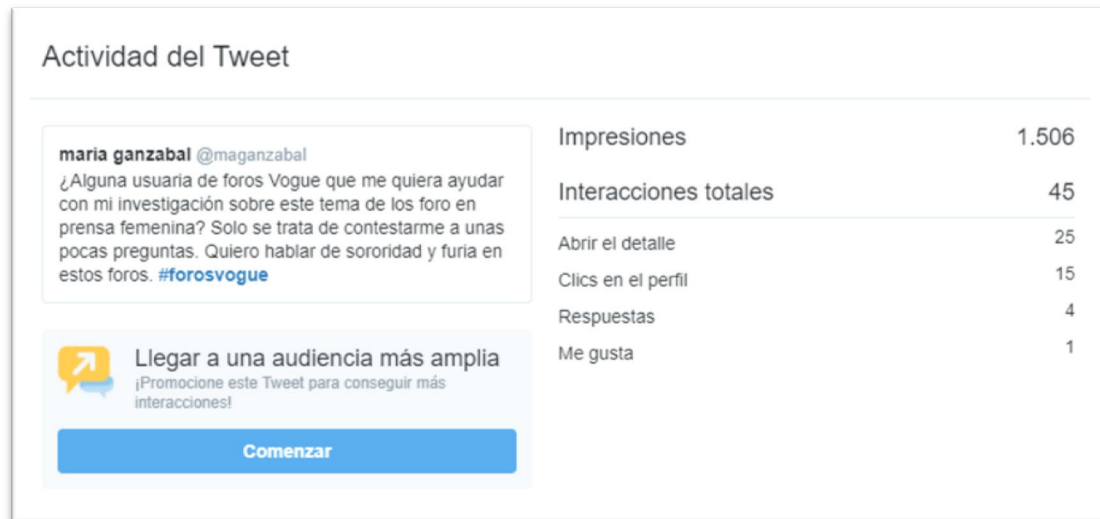 Actividad del Tweet
maria ganzabal @maganzabal
¿Alguna usuaria de foros Vogue que me quiera ayudar
con mi investigación sobre este tema de los foro en
prensa femenina? Solo se trata de contestarme a unas
pocas preguntas. Quiero hablar de sororidad y furia en
estos foros. #forosvogue
Llegar a una audiencia más amplia
¡Promocione este Tweet para conseguir más
interacciones!
Comenzar
Impresiones 1.506
Interacciones totales 45
Abrir el detalle 25
Clics en el perfil 15
Respuestas 4
Me gusta 1